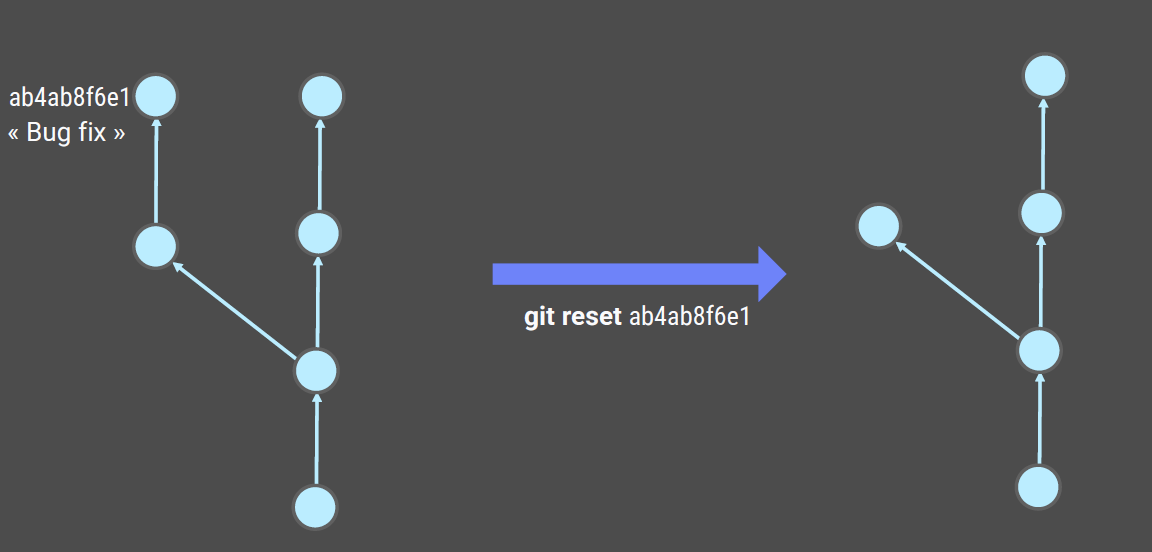 ab4ab8f6e1
« Bug fix »
git reset ab4ab8f6e1